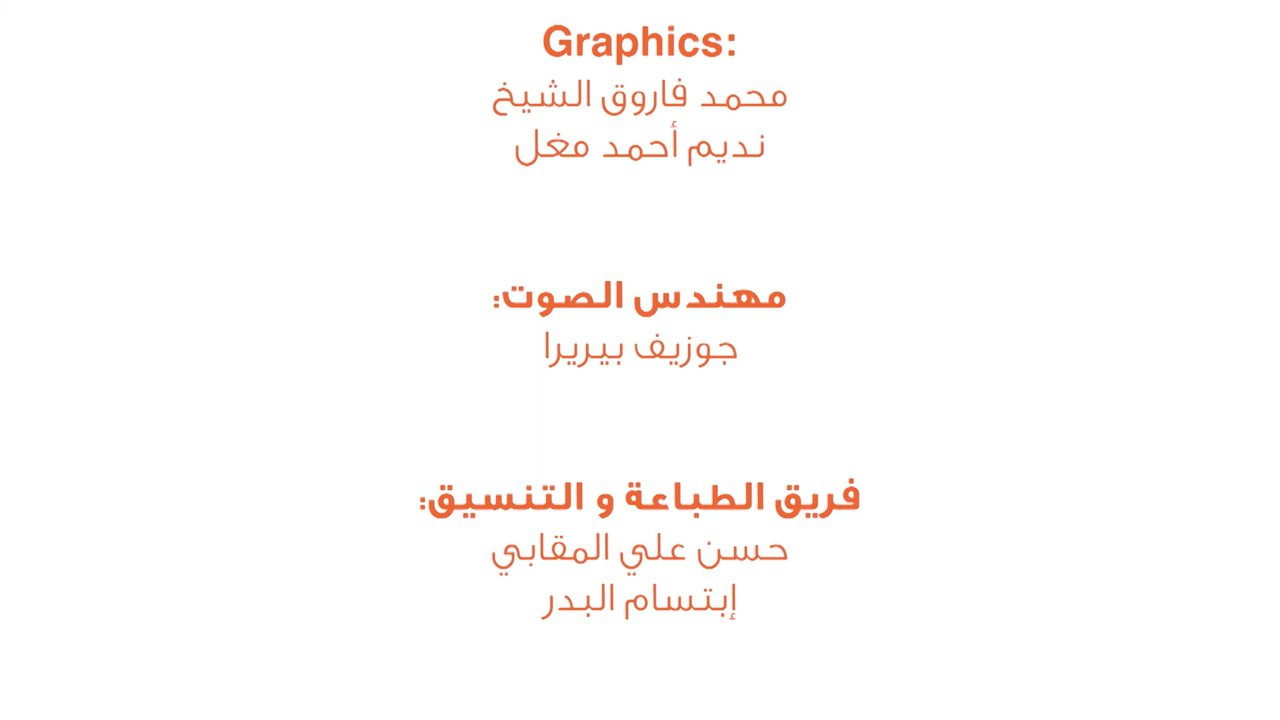 Graphics:
محمد فاروق الشيخ
نديم أحمد مغل
مهندس الصوت:
جوزيف بيريرا
فريق الطباعة و التنسيق:
حسن علي المقابي
إبتسام البدر